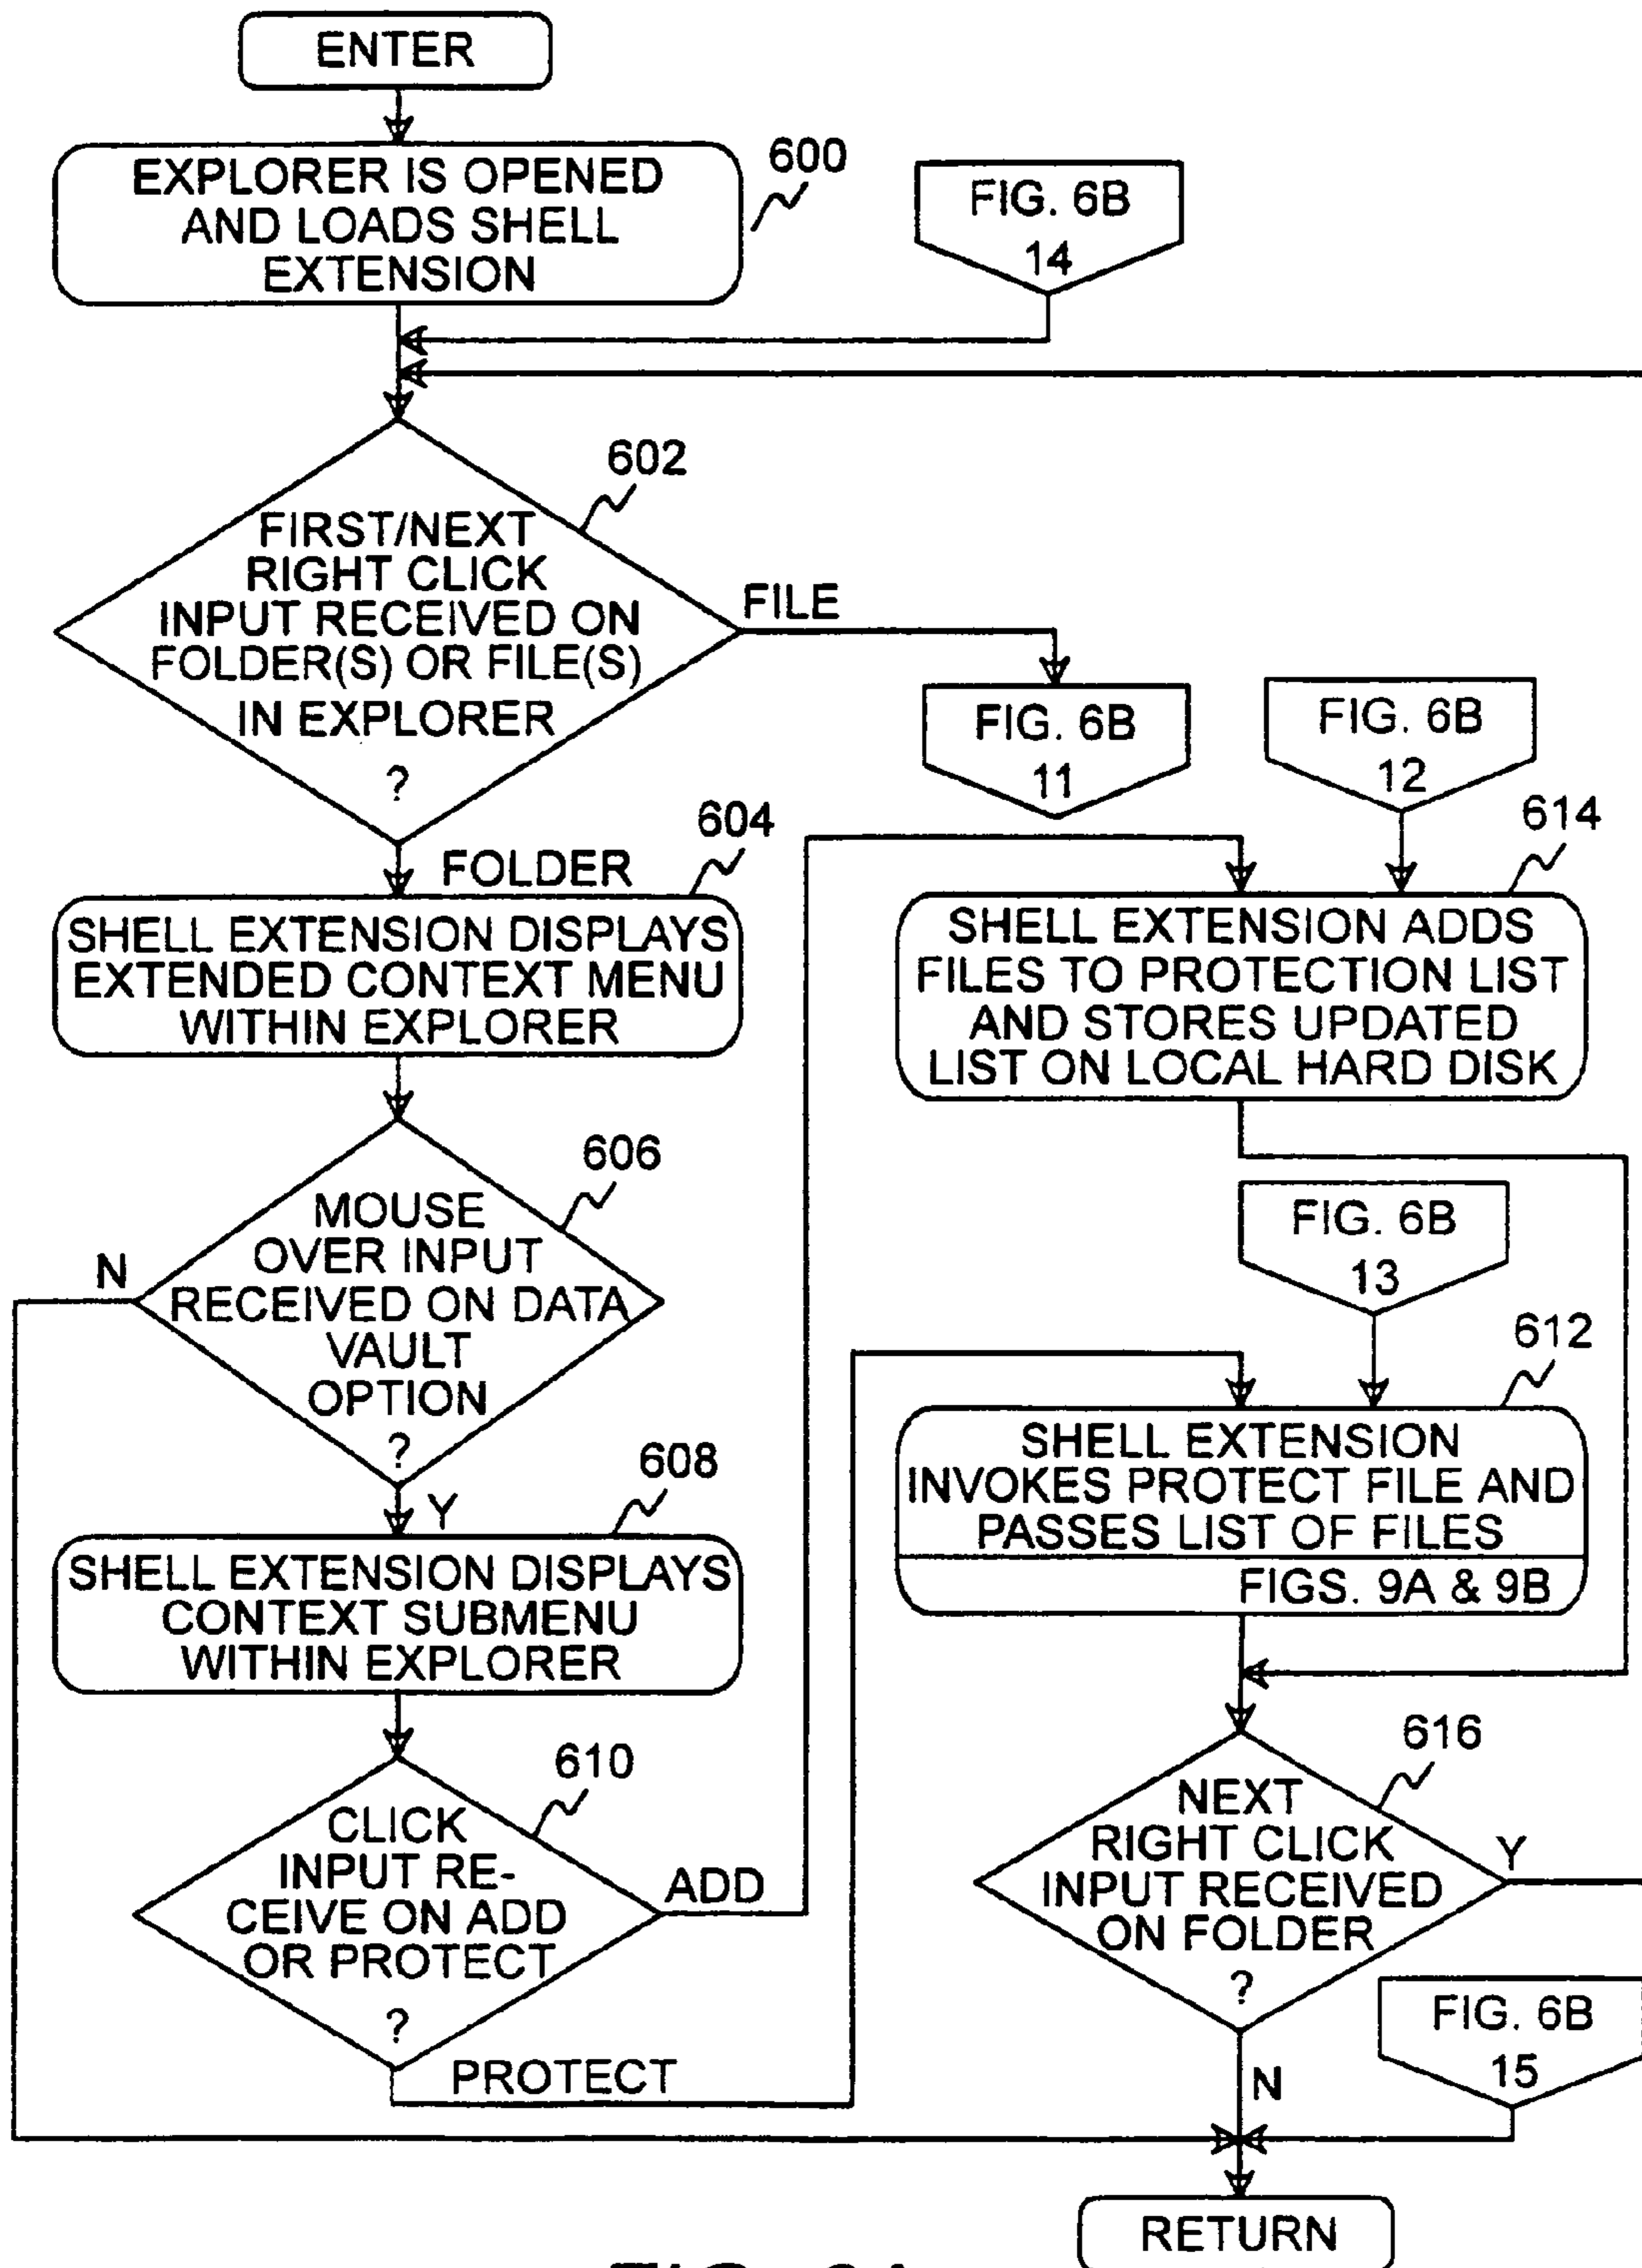 ENTER
EXPLORER IS OPENED
AND LOADS SHELL
EXTENSION
600
FIG. 6B
14
602
FIRST/NEXT
RIGHT CLICK
INPUT RECEIVED ON
FOLDER(S) OR FILE(S)
IN EXPLORER
?
FILE
FIG. 6B
11
FIG. 6B
12
FOLDER
604
SHELL EXTENSION DISPLAYS
EXTENDED CONTEXT MENU
WITHIN EXPLORER
614
SHELL EXTENSION ADDS
FILES TO PROTECTION LIST
AND STORES UPDATED
LIST ON LOCAL HARD DISK
606
MOUSE
OVER INPUT
RECEIVED ON DATA
VAULT
OPTION
?
N
Y
FIG. 6B
13
612
SHELL EXTENSION
INVOKES PROTECT FILE AND
PASSES LIST OF FILES
FIGS. 9A & 9B
608
SHELL EXTENSION DISPLAYS
CONTEXT SUBMENU
WITHIN EXPLORER
610
CLICK
INPUT RE-
CEIVE ON ADD
OR PROTECT
?
ADD
PROTECT
616
NEXT
RIGHT CLICK
INPUT RECEIVED
ON FOLDER
?
Y
N
FIG. 6B
15
RETURN